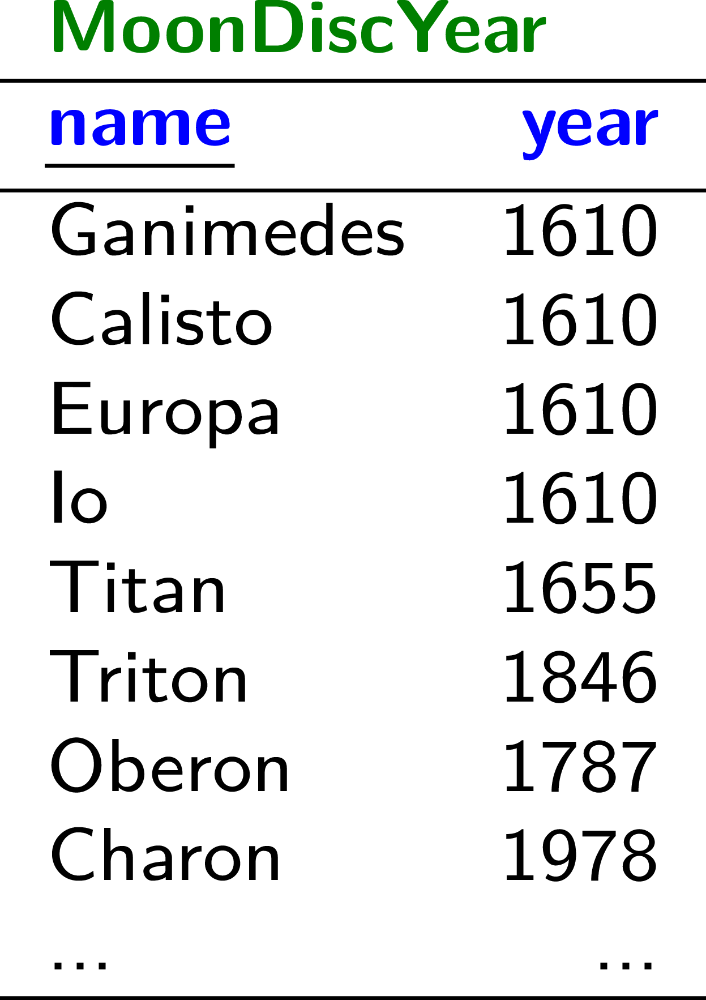 MoonDiscYear
name year
Ganimedes 1610
Calisto 1610
Europa 1610
Io 1610
Titan 1655
Triton 1846
Oberon 1787
Charon 1978
... ...